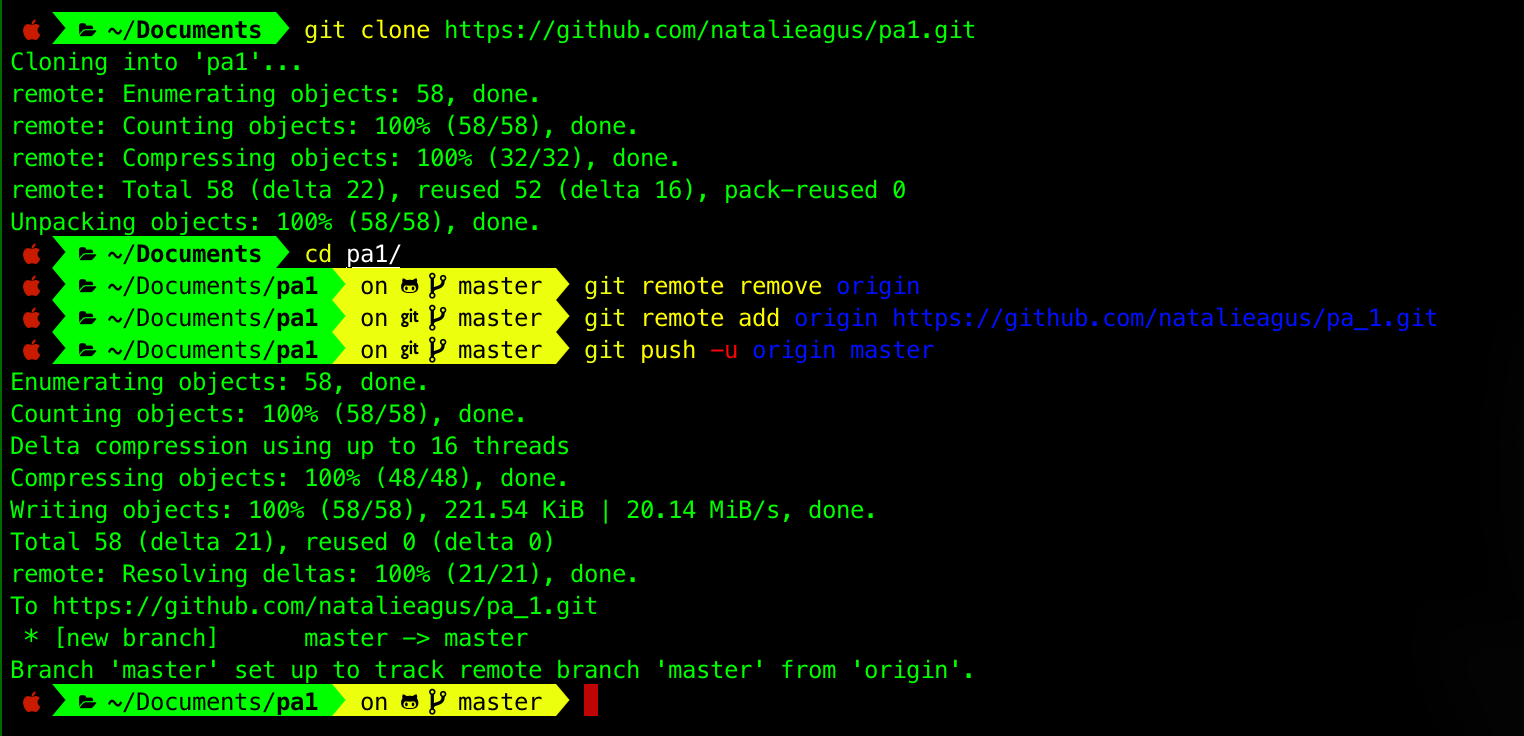 ~/Documents git clone https://github.com/natalieagus/pa1.git
Cloning into 'pa1'...
remote: Enumerating objects: 58, done.
remote: Counting objects: 100% (58/58), done.
remote: Compressing objects: 100% (32/32), done.
remote: Total 58 (delta 22), reused 52 (delta 16), pack-reused 0
Unpacking objects: 100% (58/58), done.
~/Documents cd pa1/
~/Documents/pa1 on master git remote remove origin
~/Documents/pa1 on git master git remote add origin https://github.com/natalieagus/pa_1.git
~/Documents/pa1 on git master git push -u origin master
Enumerating objects: 58, done.
Counting objects: 100% (58/58), done.
Delta compression using up to 16 threads
Compressing objects: 100% (48/48), done.
Writing objects: 100% (58/58), 221.54 KiB | 20.14 MiB/s, done.
Total 58 (delta 21), reused 0 (delta 0)
remote: Resolving deltas: 100% (21/21), done.
To https://github.com/natalieagus/pa_1.git
 * [new branch]      master -> master
Branch 'master' set up to track remote branch 'master' from 'origin'.
~/Documents/pa1 on master